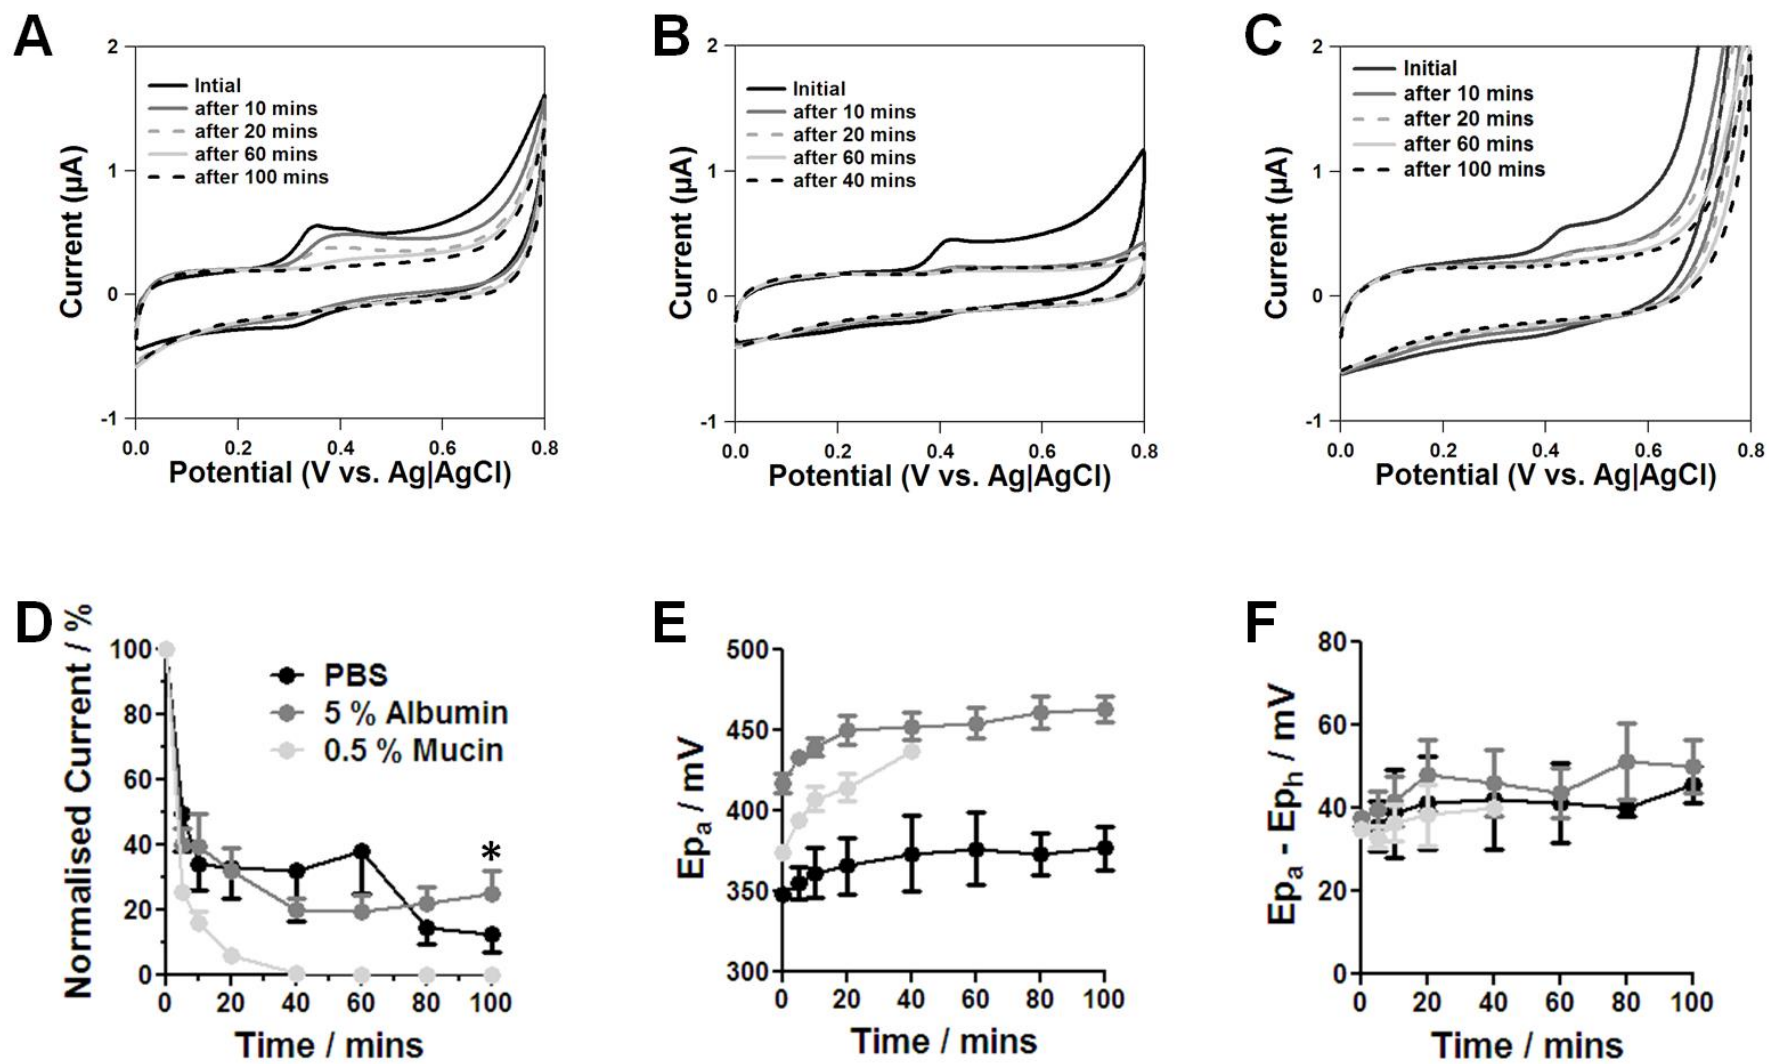 A
2
1
0
-1
Current (µA)
Intial
after 10 mins
after 20 mins
after 60 mins
after 100 mins
0.0 0.2 0.4 0.6 0.8
Potential (V vs. Ag|AgCl)
B
2
1
0
-1
Current (µA)
Initial
after 10 mins
after 20 mins
after 60 mins
after 40 mins
0.0 0.2 0.4 0.6 0.8
Potential (V vs. Ag|AgCl)
C
2
1
0
-1
Current (µA)
Initial
after 10 mins
after 20 mins
after 60 mins
after 100 mins
0.0 0.2 0.4 0.6 0.8
Potential (V vs. Ag|AgCl)
D
Normalised Current / %
100
80
60
40
20
0
PBS
5 % Albumin
0.5 % Mucin
*
0 20 40 60 80 100
Time / mins
E
Epa / mV
500
450
400
350
300
0 20 40 60 80 100
Time / mins
F
Epa - Eph / mV
80
60
40
20
0
0 20 40 60 80 100
Time / mins